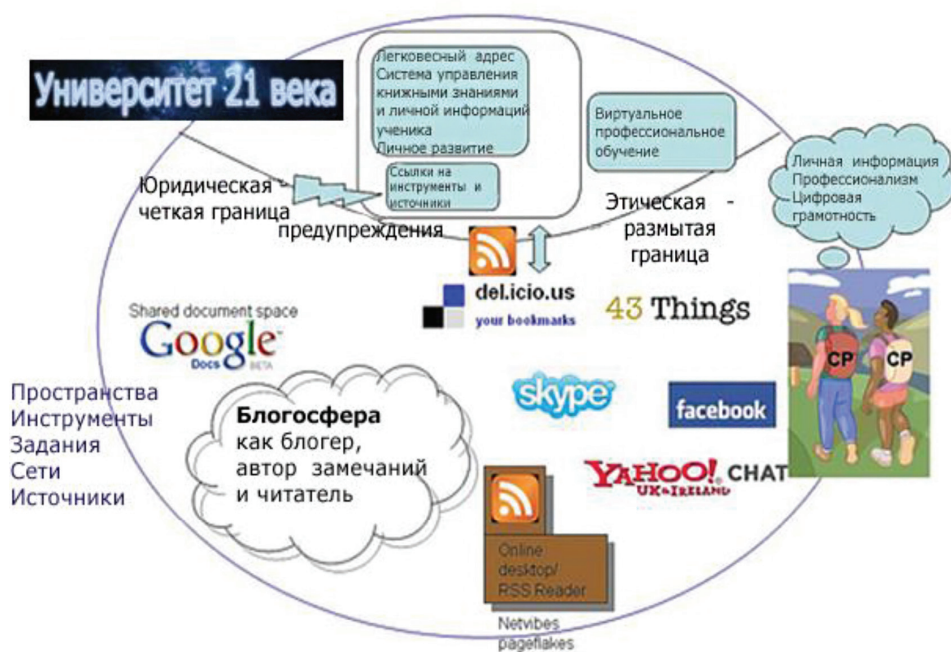 Университет 21 века
Легковесный адрес
Система управления
книжными знаниями
и личной информаций
ученика
Личное развитие
Ссылки на
инструменты и
источники
Виртуальное
профессиональное
обучение
Личная информация
Профессионализм
Цифровая
грамотность
Юридическая -
четкая граница
предупреждения
Этическая -
размытая
граница
del.icio.us
your bookmarks
43 Things
Shared document space
Google™
Docs BETA
CP
CP
Пространства
Инструменты
Задания
Сети
Источники
Блогосфера
как блогер,
автор замечаний
и читатель
skype
facebook
YAHOO! CHAT
UK & IRELAND
Online
desktop/
RSS Reader
Netvibes
pageflakes